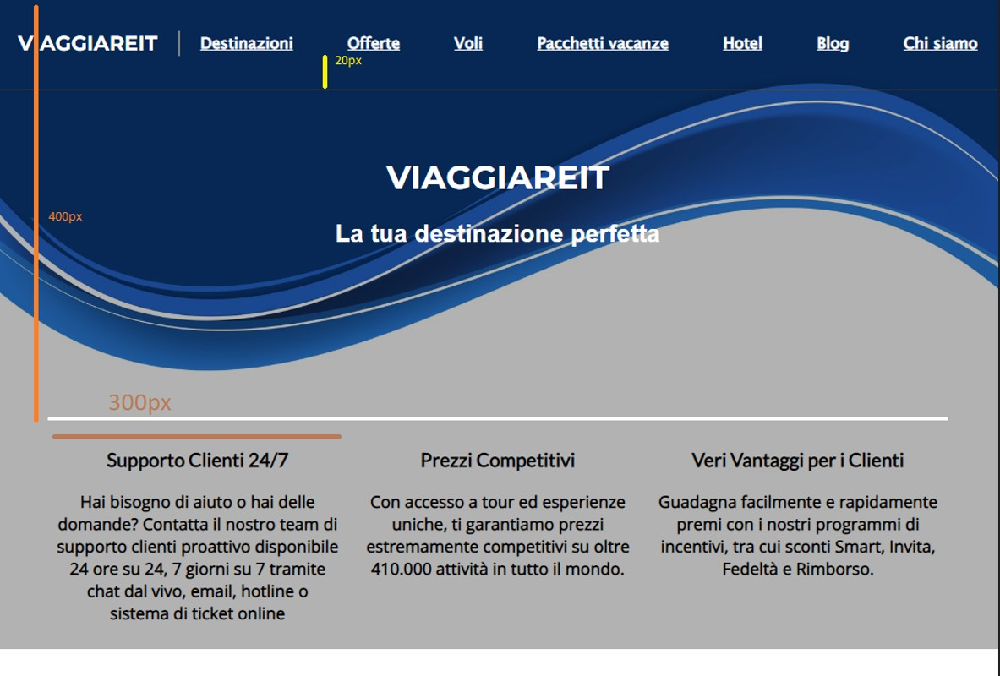 VIAGGIAREIT Destinazioni Offerte Voli Pacchetti vacanze Hotel Blog Chi siamo
20px
VIAGGIAREIT
400px
La tua destinazione perfetta
300px
Supporto Clienti 24/7
Hai bisogno di aiuto o hai delle
domande? Contatta il nostro team di
supporto clienti proattivo disponibile
24 ore su 24, 7 giorni su 7 tramite
chat dal vivo, email, hotline o
sistema di ticket online
Prezzi Competitivi
Con accesso a tour ed esperienze
uniche, ti garantiamo prezzi
estremamente competitivi su oltre
410.000 attività in tutto il mondo.
Veri Vantaggi per i Clienti
Guadagna facilmente e rapidamente
premi con i nostri programmi di
incentivi, tra cui sconti Smart, Invita,
Fedeltà e Rimborso.